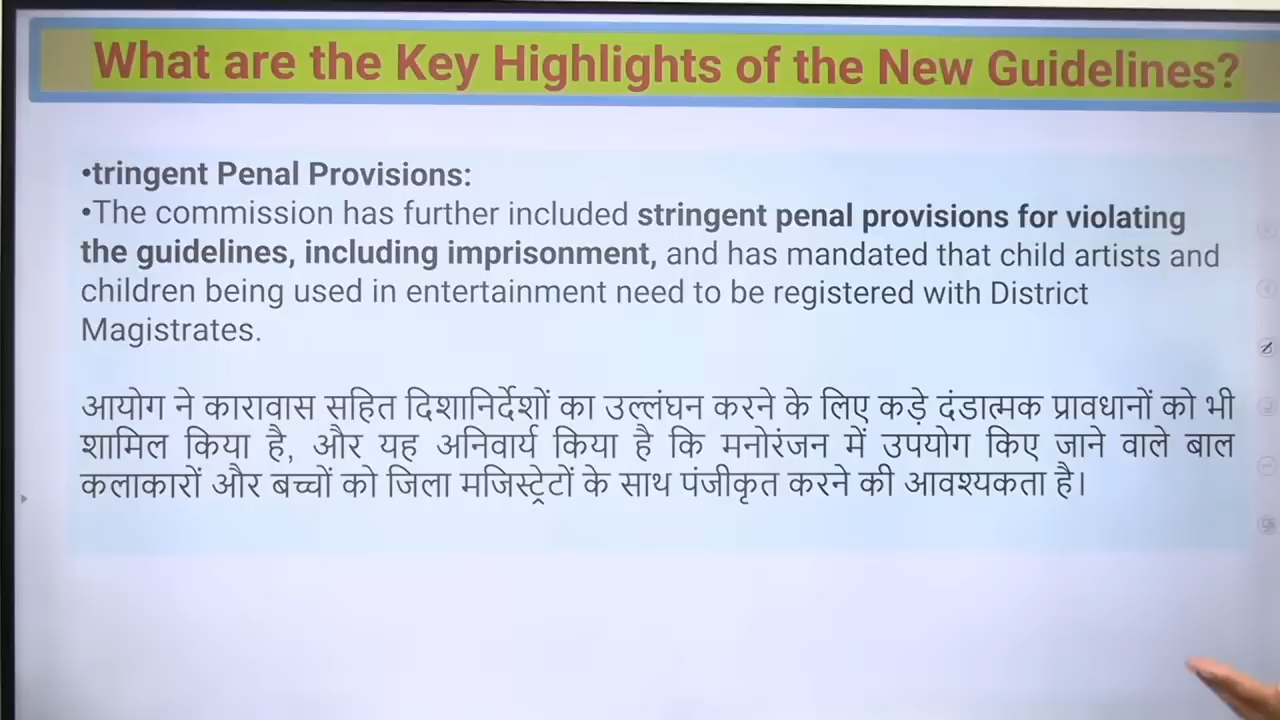 What are the Key Highlights of the New Guidelines?
•tringent Penal Provisions:
•The commission has further included stringent penal provisions for violating
the guidelines, including imprisonment, and has mandated that child artists and
children being used in entertainment need to be registered with District
Magistrates.
आयोग ने कारावास सहित दिशानिर्देशों का उल्लंघन करने के लिए कड़े दंडात्मक प्रावधानों को भी
शामिल किया है, और यह अनिवार्य किया है कि मनोरंजन में उपयोग किए जाने वाले बाल
कलाकारों और बच्चों को जिला मजिस्ट्रेटों के साथ पंजीकृत करने की आवश्यकता है।